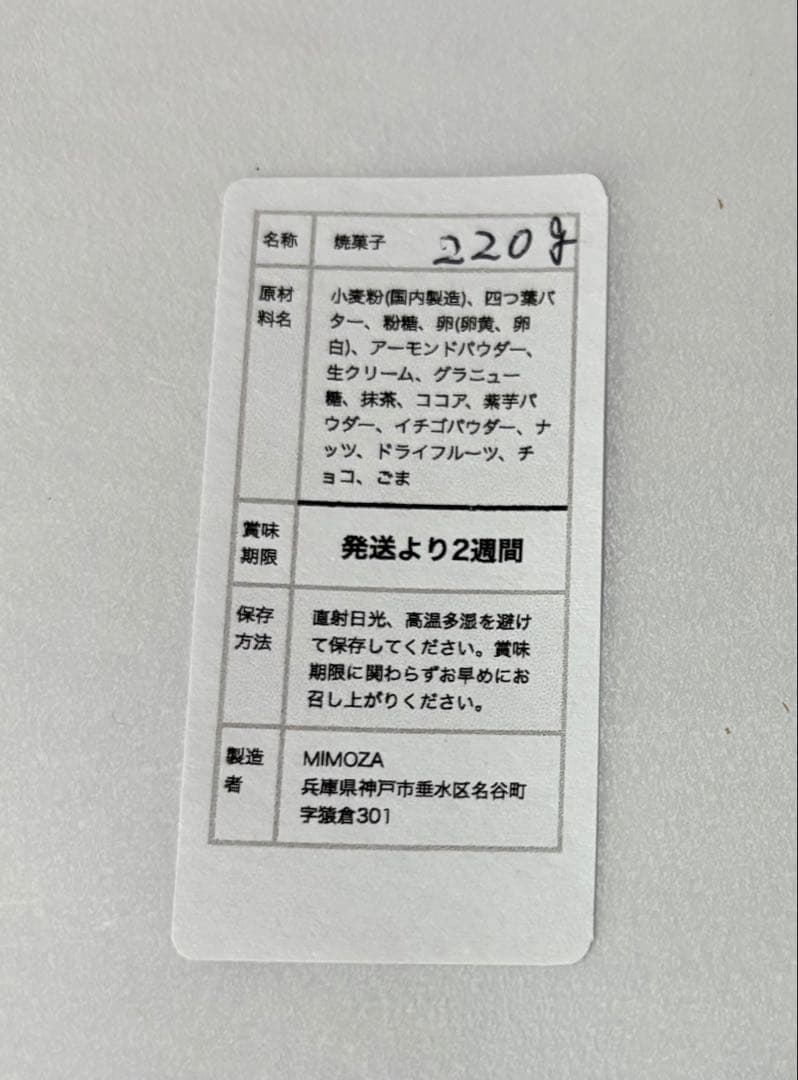 名称 焼菓子 220g
原材料名
小麦粉(国内製造)、四つ葉バ
ター、粉糖、卵(卵黄、卵
白)、アーモンドパウダー、
生クリーム、グラニュー
糖、抹茶、ココア、紫芋パ
ウダー、イチゴパウダー、ナ
ッツ、ドライフルーツ、チ
ョコ、ごま
賞味
期限
発送より2週間
保存
方法
直射日光、高温多湿を避け
て保存してください。賞味
期限に関わらずお早めにお
召し上がりください。
製造
者
MIMOZA
兵庫県神戸市垂水区名谷町
字猿倉301